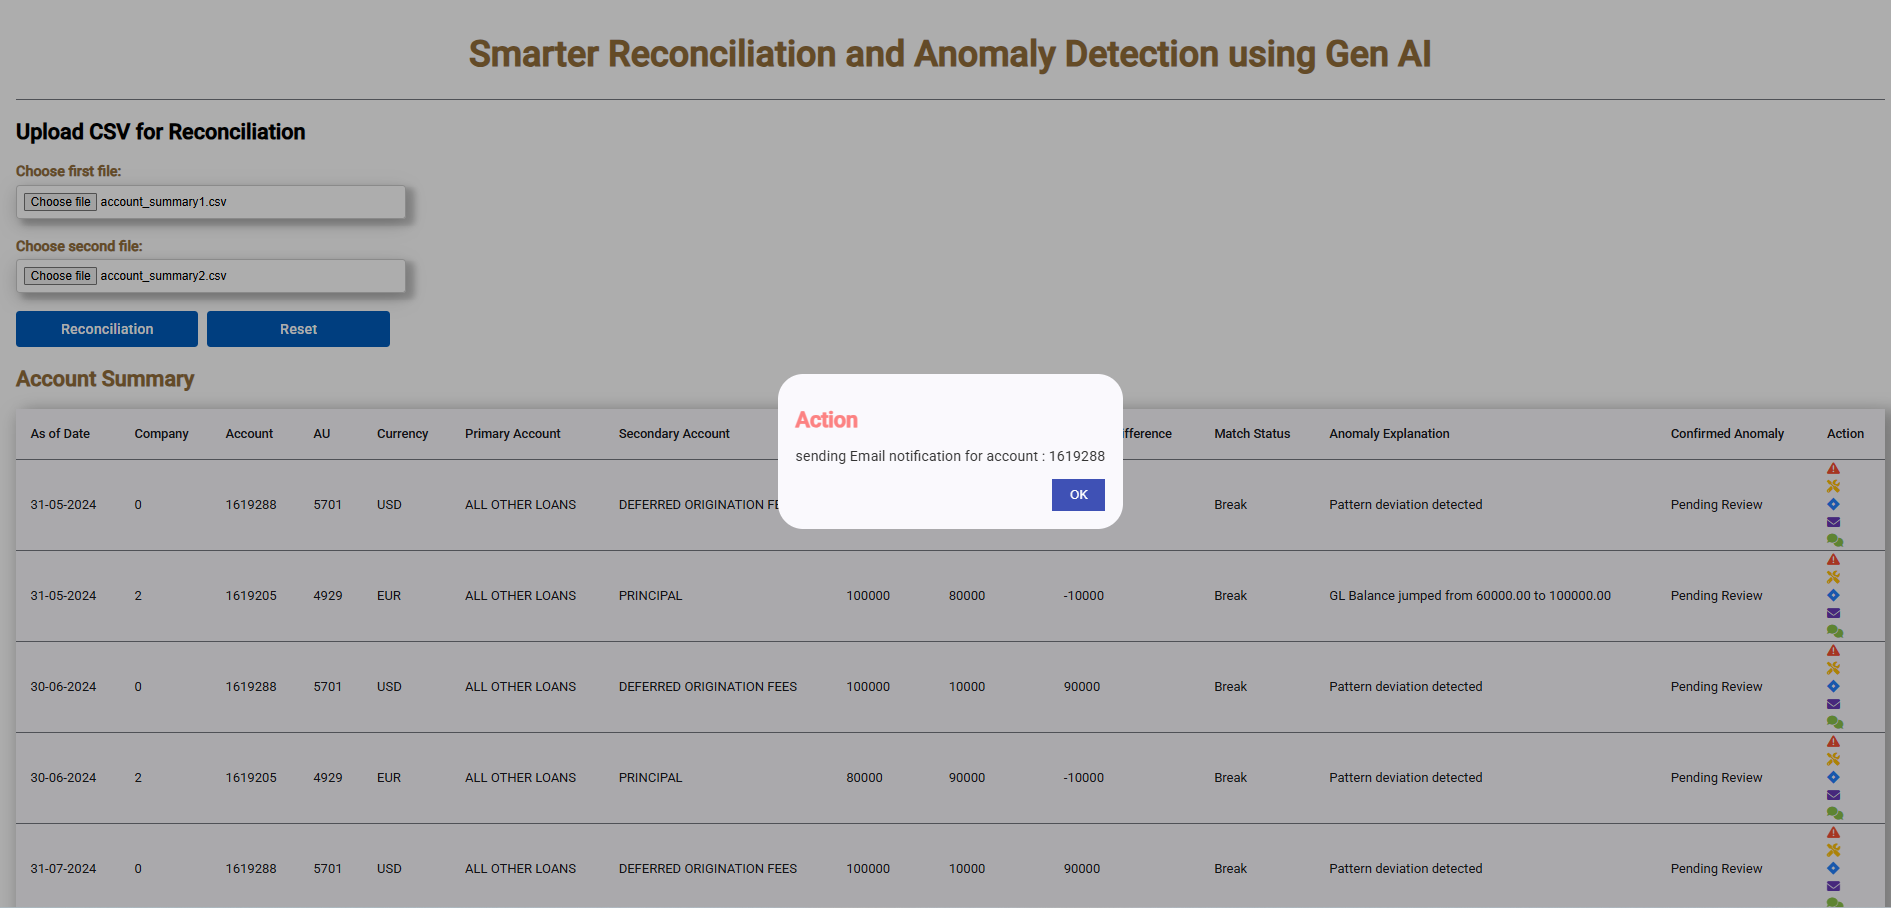 Smarter Reconciliation and Anomaly Detection using Gen AI
Upload CSV for Reconciliation
Choose first file:
Choose file account_summary1.csv
Choose second file:
Choose file account_summary2.csv
Reconciliation Reset
Account Summary
Action
sending Email notification for account : 1619288
OK
As of Date Company Account AU Currency Primary Account Secondary Account ifference Match Status Anomaly Explanation Confirmed Anomaly Action
31-05-2024 0 1619288 5701 USD ALL OTHER LOANS DEFERRED ORIGINATION FE Break Pattern deviation detected Pending Review
31-05-2024 2 1619205 4929 EUR ALL OTHER LOANS PRINCIPAL 100000 80000 -10000 Break GL Balance jumped from 60000.00 to 100000.00 Pending Review
30-06-2024 0 1619288 5701 USD ALL OTHER LOANS DEFERRED ORIGINATION FEES 100000 10000 90000 Break Pattern deviation detected Pending Review
30-06-2024 2 1619205 4929 EUR ALL OTHER LOANS PRINCIPAL 80000 90000 -10000 Break Pattern deviation detected Pending Review
31-07-2024 0 1619288 5701 USD ALL OTHER LOANS DEFERRED ORIGINATION FEES 100000 10000 90000 Break Pattern deviation detected Pending Review